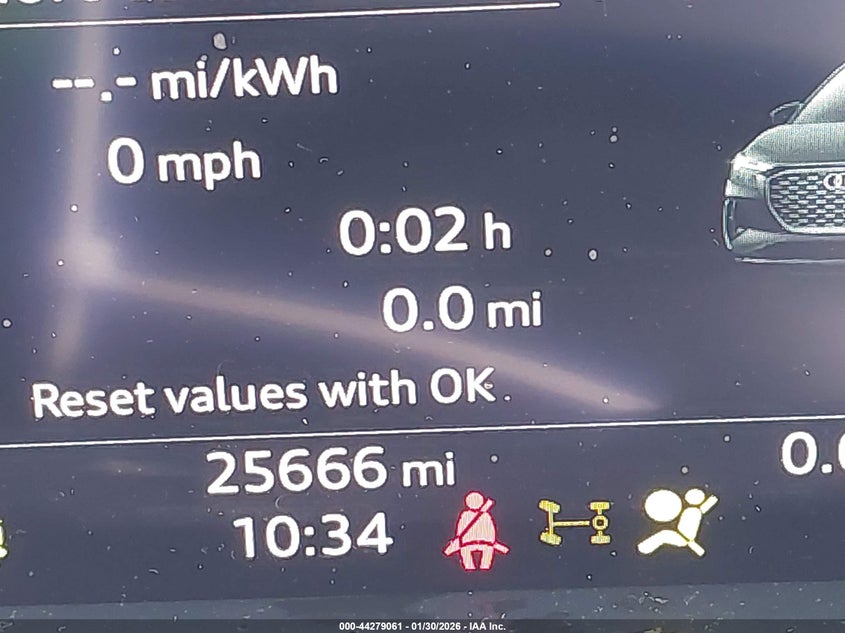 --.- mi/kWh
0 mph
0:02 h
0.0 mi
Reset values with OK.
25666 mi
0.
10:34
000-44279061 - 01/30/2026 - IAA Inc.